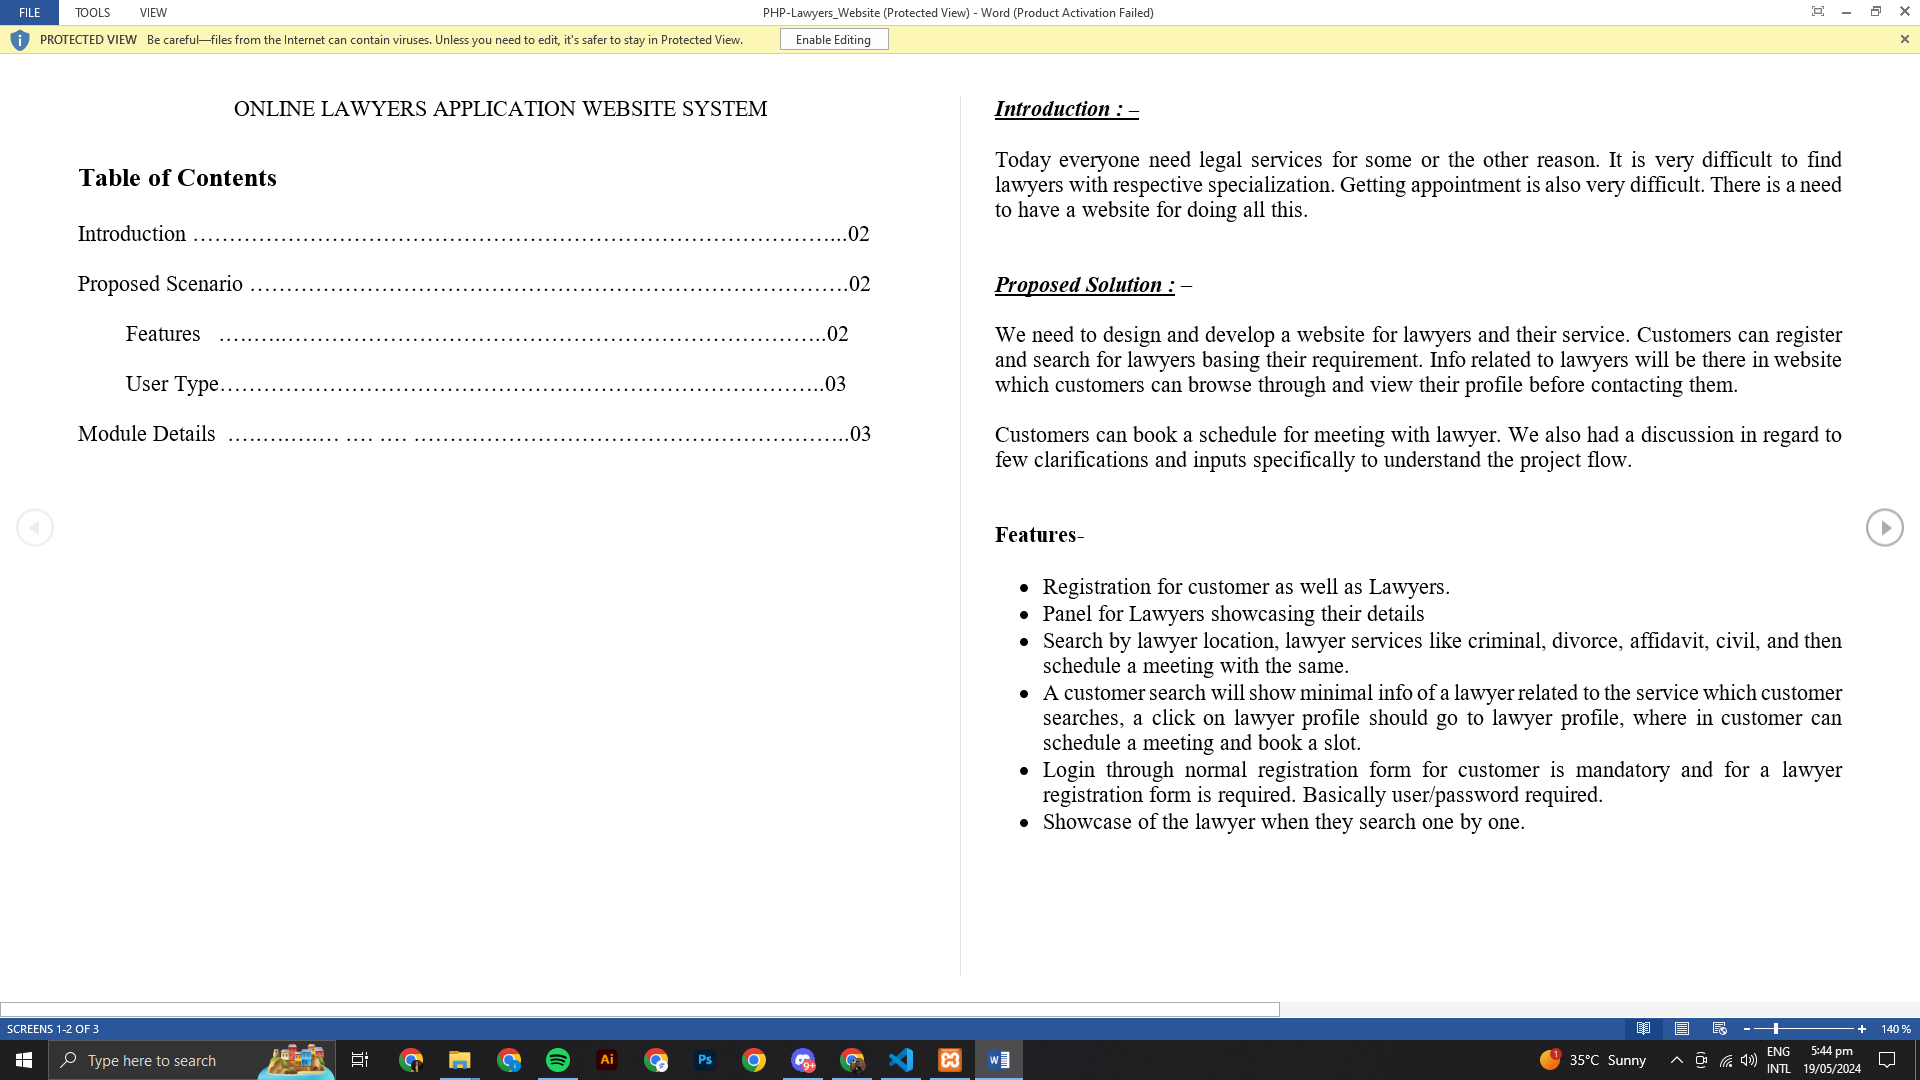 FILE TOOLS VIEW
PHP-Lawyers_Website (Protected View) - Word (Product Activation Failed)
PROTECTED VIEW Be careful—files from the Internet can contain viruses. Unless you need to edit, it's safer to stay in Protected View. Enable Editing
ONLINE LAWYERS APPLICATION WEBSITE SYSTEM
Table of Contents
Introduction ……………………………………………………………………………...02
Proposed Scenario ……………………………………………………………………….02
Features ………..………………………………………………………………..02
User Type……………………………………………………………………….03
Module Details ….……….… …. …. …………………………………………………….03
Introduction : –
Today everyone need legal services for some or the other reason. It is very difficult to find
lawyers with respective specialization. Getting appointment is also very difficult. There is a need
to have a website for doing all this.
Proposed Solution : –
We need to design and develop a website for lawyers and their service. Customers can register
and search for lawyers basing their requirement. Info related to lawyers will be there in website
which customers can browse through and view their profile before contacting them.
Customers can book a schedule for meeting with lawyer. We also had a discussion in regard to
few clarifications and inputs specifically to understand the project flow.
Features-
• Registration for customer as well as Lawyers.
• Panel for Lawyers showcasing their details
• Search by lawyer location, lawyer services like criminal, divorce, affidavit, civil, and then
schedule a meeting with the same.
• A customer search will show minimal info of a lawyer related to the service which customer
searches, a click on lawyer profile should go to lawyer profile, where in customer can
schedule a meeting and book a slot.
• Login through normal registration form for customer is mandatory and for a lawyer
registration form is required. Basically user/password required.
• Showcase of the lawyer when they search one by one.
SCREENS 1-2 OF 3
140 %
Type here to search
Ai
Ps
9+
1
35°C Sunny
ENG
INTL
5:44 pm
19/05/2024